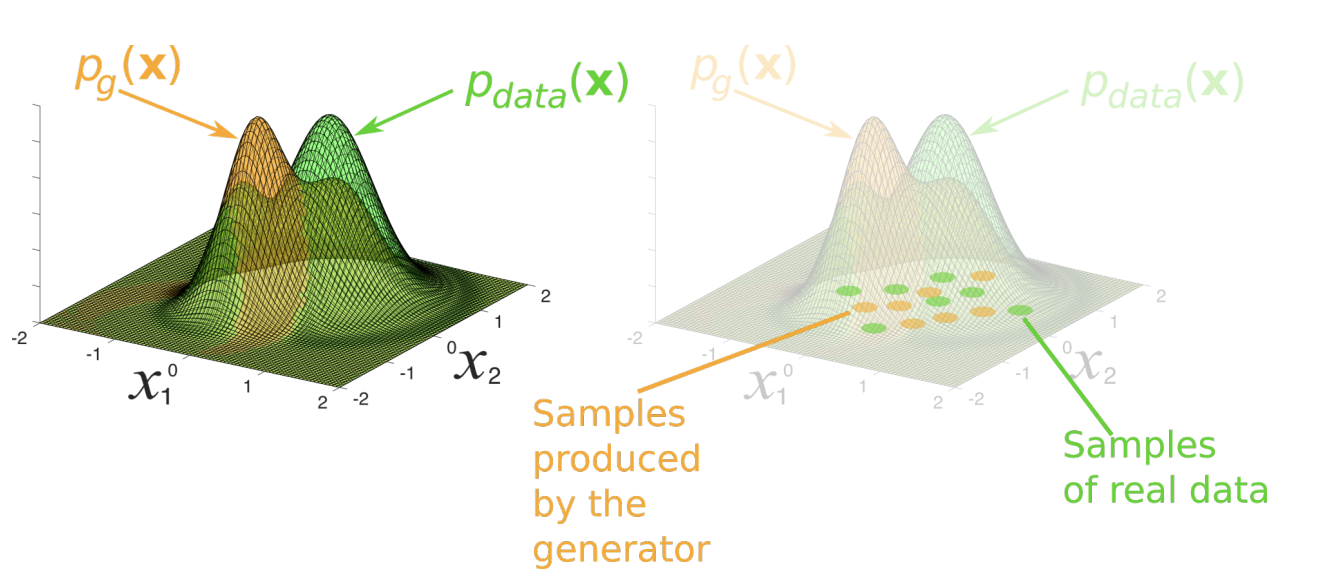 p_g(x)
p_data(x)
-2
-1
0
1
2
-2
-1
0
1
2
x_1
x_2
p_g(x)
p_data(x)
-2
-1
0
1
2
-2
-1
0
1
2
x_1
x_2
Samples
produced
by the
generator
Samples
of real data